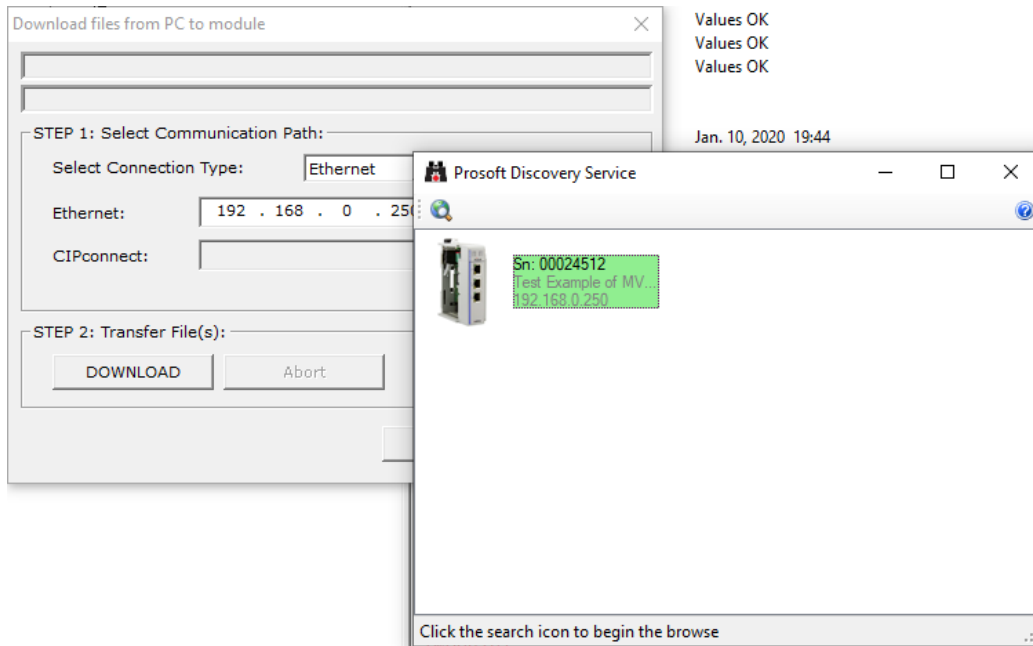 Download files from PC to module
Values OK
Values OK
Values OK
STEP 1: Select Communication Path:
Jan. 10, 2020 19:44
Select Connection Type:
Ethernet
Ethernet:
192 . 168 . 0 . 250
CIPconnect:
STEP 2: Transfer File(s):
DOWNLOAD
Abort
Prosoft Discovery Service
Sn: 00024512
Test Example of MV...
192.168.0.250
Click the search icon to begin the browse